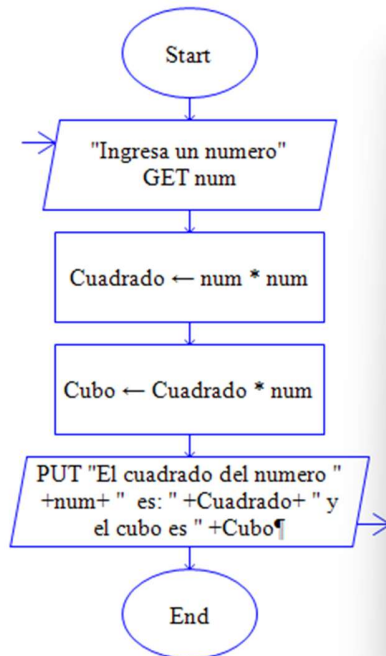 Start
"Ingresa un numero"
GET num
Cuadrado ← num * num
Cubo ← Cuadrado * num
PUT "El cuadrado del numero "
+num+ "  es: " +Cuadrado+ " y
el cubo es " +Cubo¶
End